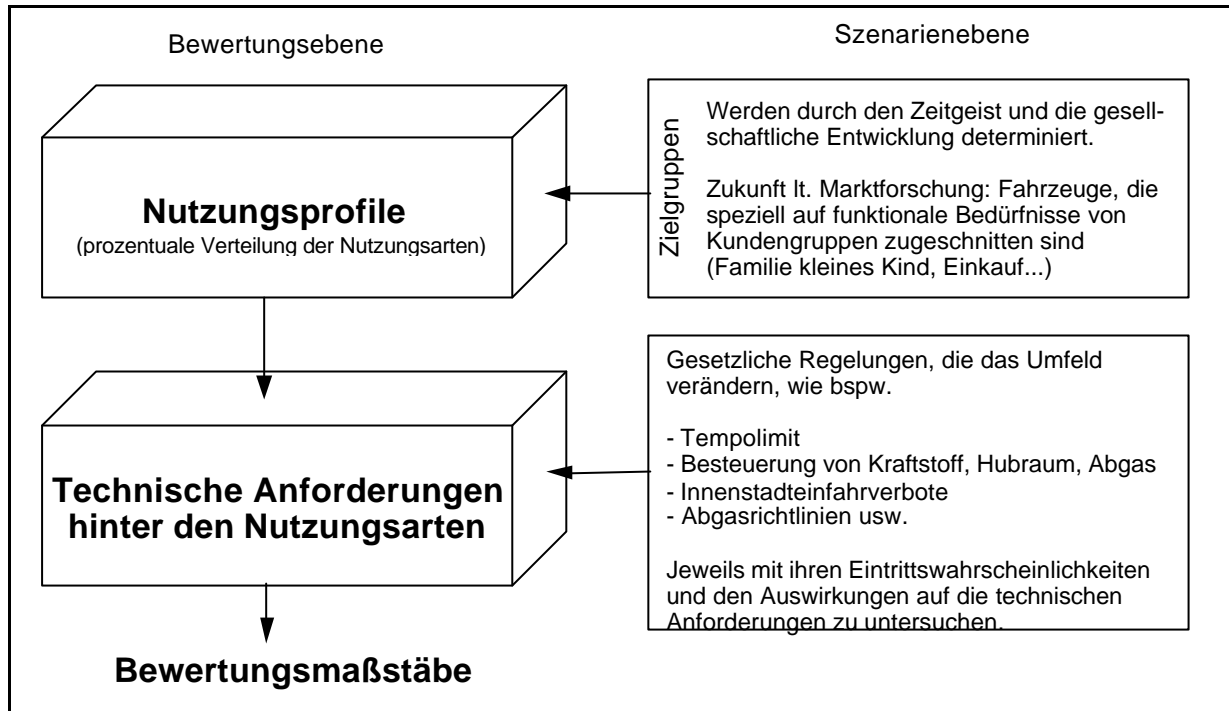 Bewertungsebene
Szenarienebene
Nutzungsprofile
(prozentuale Verteilung der Nutzungsarten)
Zielgruppen
Werden durch den Zeitgeist und die gesell-
schaftliche Entwicklung determiniert.
Zukunft lt. Marktforschung: Fahrzeuge, die
speziell auf funktionale Bedürfnisse von
Kundengruppen zugeschnitten sind
(Familie kleines Kind, Einkauf...)
Technische Anforderungen
hinter den Nutzungsarten
Gesetzliche Regelungen, die das Umfeld
verändern, wie bspw.
- Tempolimit
- Besteuerung von Kraftstoff, Hubraum, Abgas
- Innenstadteinfahrverbote
- Abgasrichtlinien usw.
Jeweils mit ihren Eintrittswahrscheinlichkeiten
und den Auswirkungen auf die technischen
Anforderungen zu untersuchen.
Bewertungsmaßstäbe